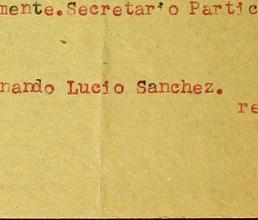 mente.Secretario Partic
nando Lucio Sanchez.
re